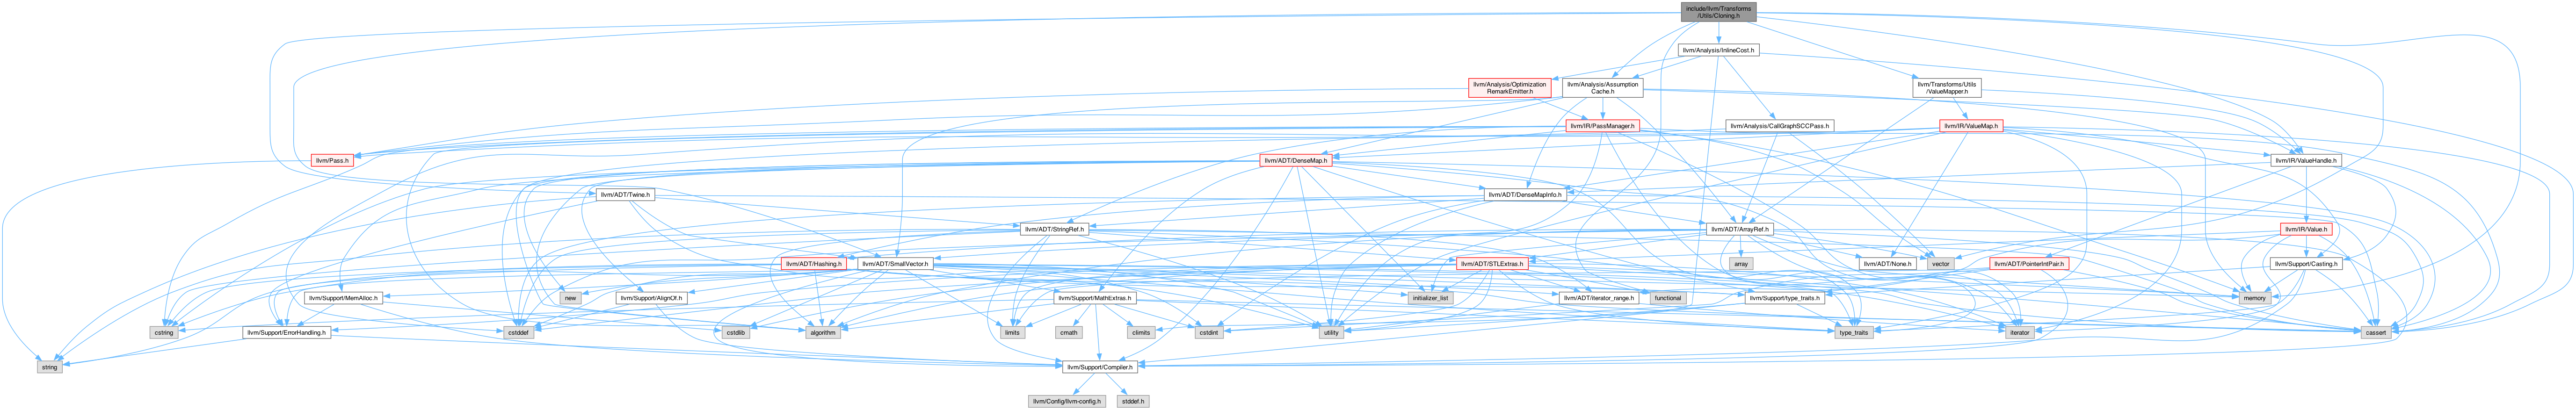 include/llvm/Transforms
/Utils/Cloning.h
llvm/Analysis/InlineCost.h
llvm/Analysis/Optimization
RemarkEmitter.h
llvm/Analysis/Assumption
Cache.h
llvm/Transforms/Utils
/ValueMapper.h
llvm/IR/PassManager.h
llvm/Analysis/CallGraphSCCPass.h
llvm/IR/ValueMap.h
llvm/Pass.h
llvm/ADT/DenseMap.h
llvm/IR/ValueHandle.h
llvm/ADT/Twine.h
llvm/ADT/DenseMapInfo.h
llvm/ADT/StringRef.h
llvm/ADT/ArrayRef.h
llvm/IR/Value.h
llvm/ADT/Hashing.h
llvm/ADT/SmallVector.h
llvm/ADT/STLExtras.h
array
llvm/ADT/None.h
vector
llvm/ADT/PointerIntPair.h
llvm/Support/Casting.h
llvm/Support/MemAlloc.h
new
llvm/Support/AlignOf.h
llvm/Support/MathExtras.h
initializer_list
llvm/ADT/iterator_range.h
functional
llvm/Support/type_traits.h
memory
cstring
llvm/Support/ErrorHandling.h
cstddef
cstdlib
algorithm
limits
cmath
climits
cstdint
utility
type_traits
iterator
cassert
string
llvm/Support/Compiler.h
llvm/Config/llvm-config.h
stddef.h